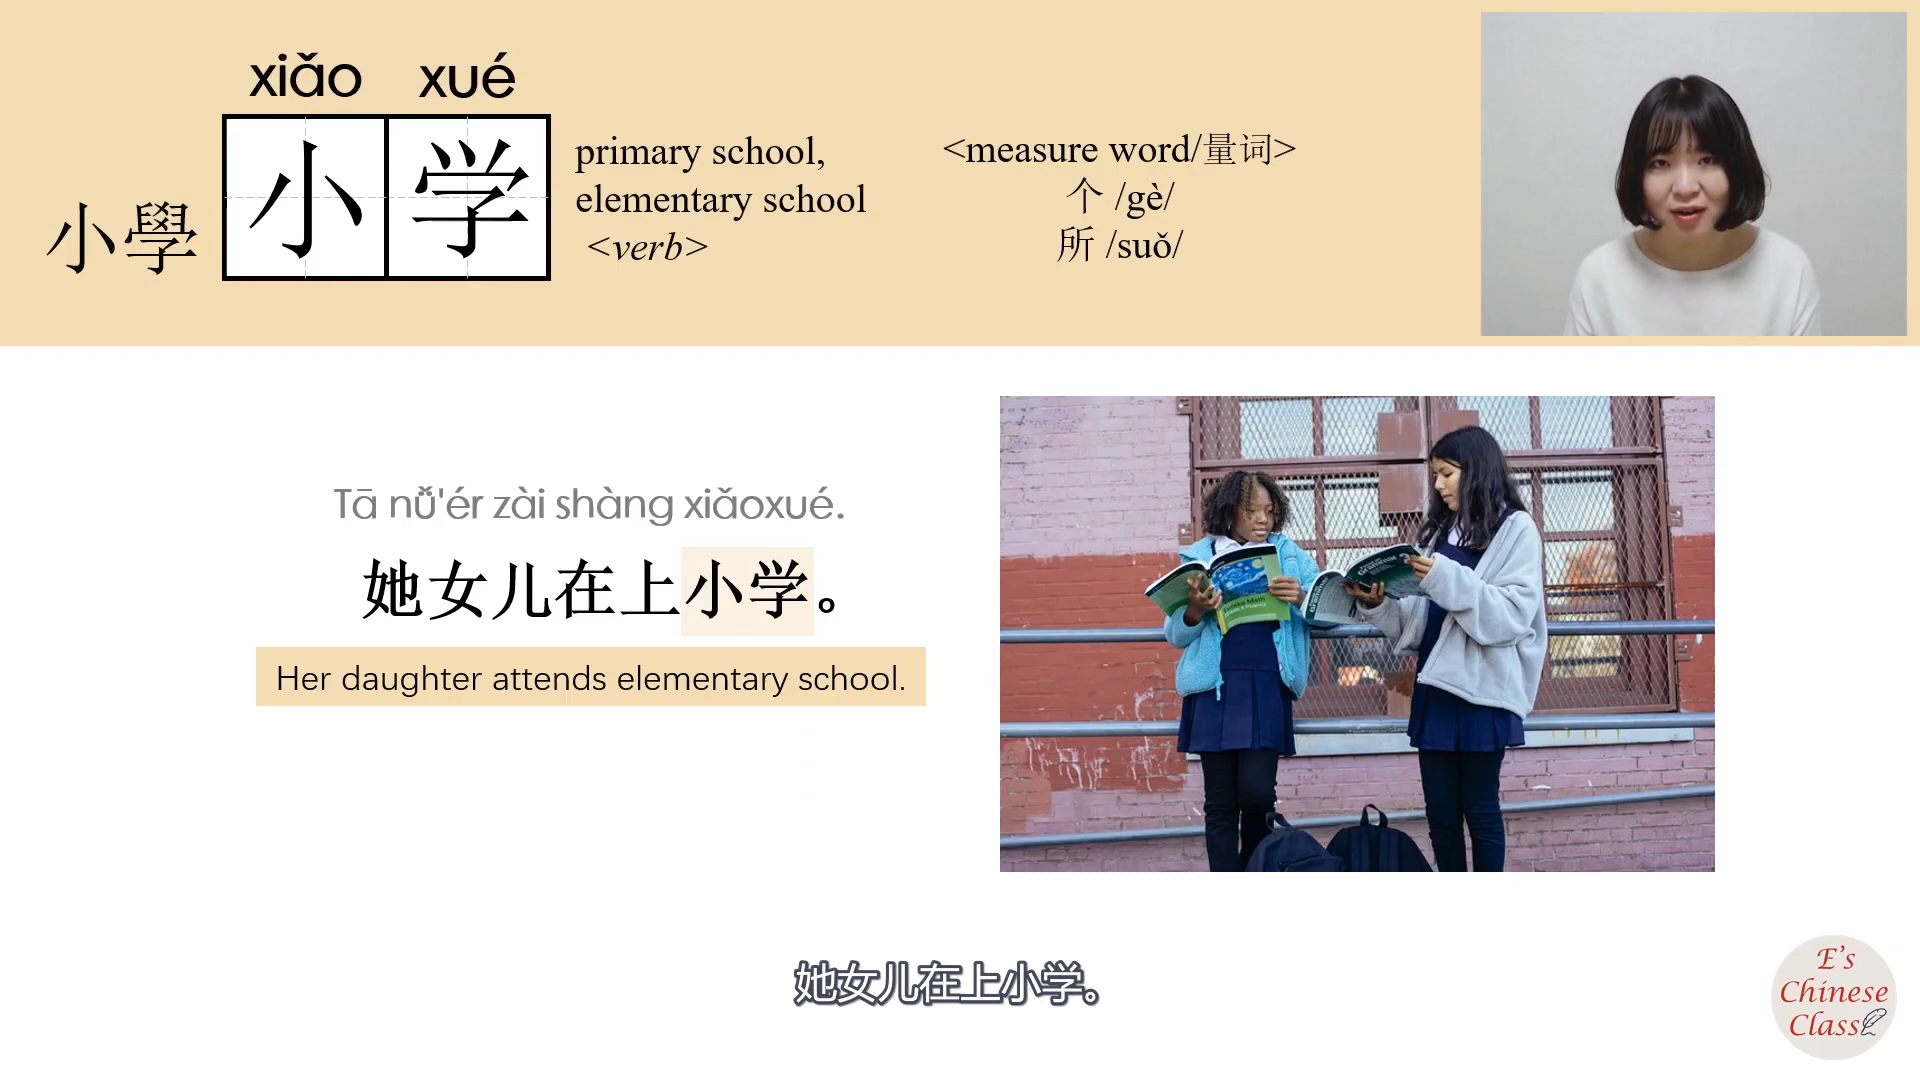 xiǎo xué
小學
小学
primary school,
elementary school
<verb>
<measure word/量词>
个 /gè/
所 /suǒ/
Tā nǚ'ér zài shàng xiǎoxué.
她女儿在上小学。
Her daughter attends elementary school.
她女儿在上小学。
E's
Chinese
Class